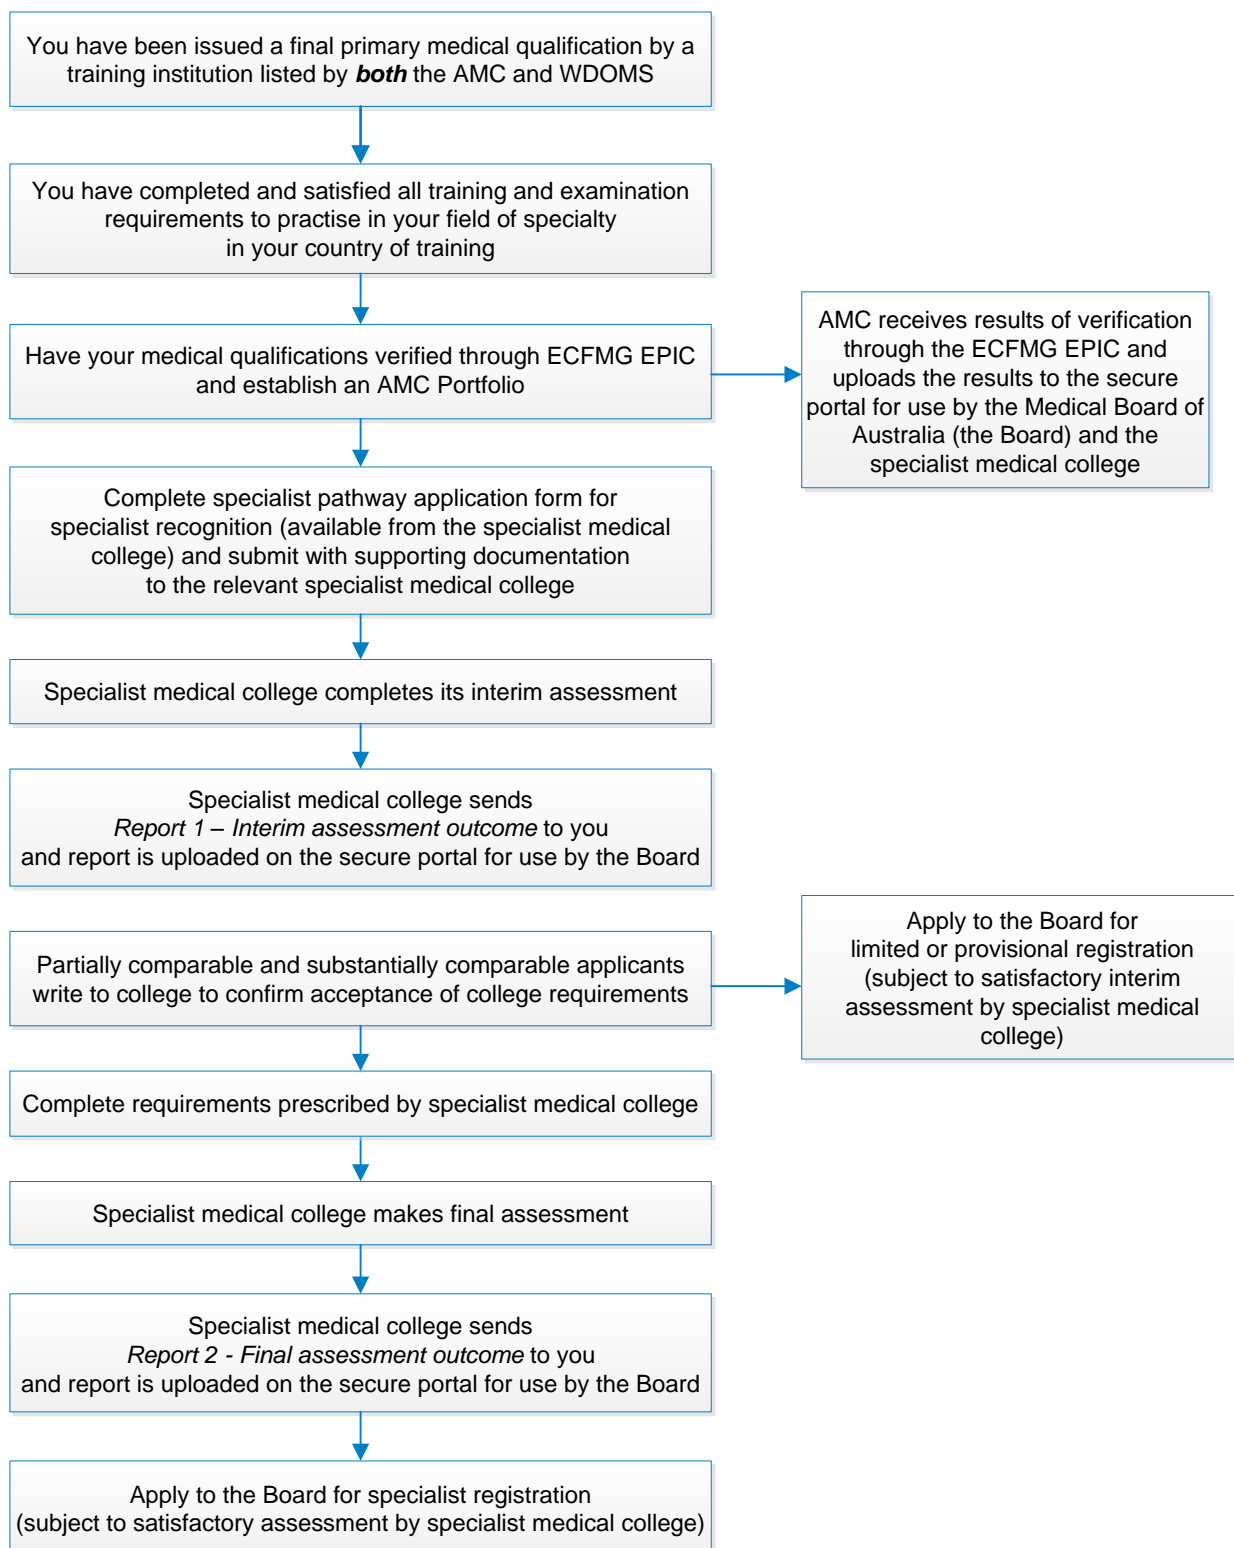 You have been issued a final primary medical qualification by a
training institution listed by both the AMC and WDOMS
You have completed and satisfied all training and examination
requirements to practise in your field of specialty
in your country of training
Have your medical qualifications verified through ECFMG EPIC
and establish an AMC Portfolio
AMC receives results of verification
through the ECFMG EPIC and
uploads the results to the secure
portal for use by the Medical Board of
Australia (the Board) and the
specialist medical college
Complete specialist pathway application form for
specialist recognition (available from the specialist medical
college) and submit with supporting documentation
to the relevant specialist medical college
Specialist medical college completes its interim assessment
Specialist medical college sends
Report 1 – Interim assessment outcome to you
and report is uploaded on the secure portal for use by the Board
Partially comparable and substantially comparable applicants
write to college to confirm acceptance of college requirements
Apply to the Board for
limited or provisional registration
(subject to satisfactory interim
assessment by specialist medical
college)
Complete requirements prescribed by specialist medical college
Specialist medical college makes final assessment
Specialist medical college sends
Report 2 - Final assessment outcome to you
and report is uploaded on the secure portal for use by the Board
Apply to the Board for specialist registration
(subject to satisfactory assessment by specialist medical college)